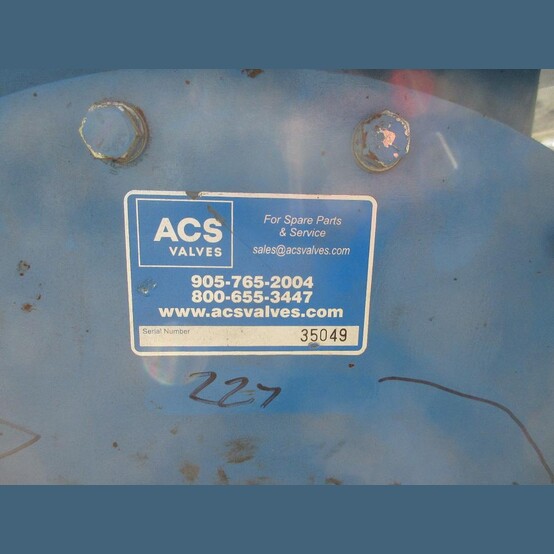 ACS
VALVES
For Spare Parts
& Service
sales@acsvalves.com
905-765-2004
800-655-3447
www.acsvalves.com
Serial Number
35049
227